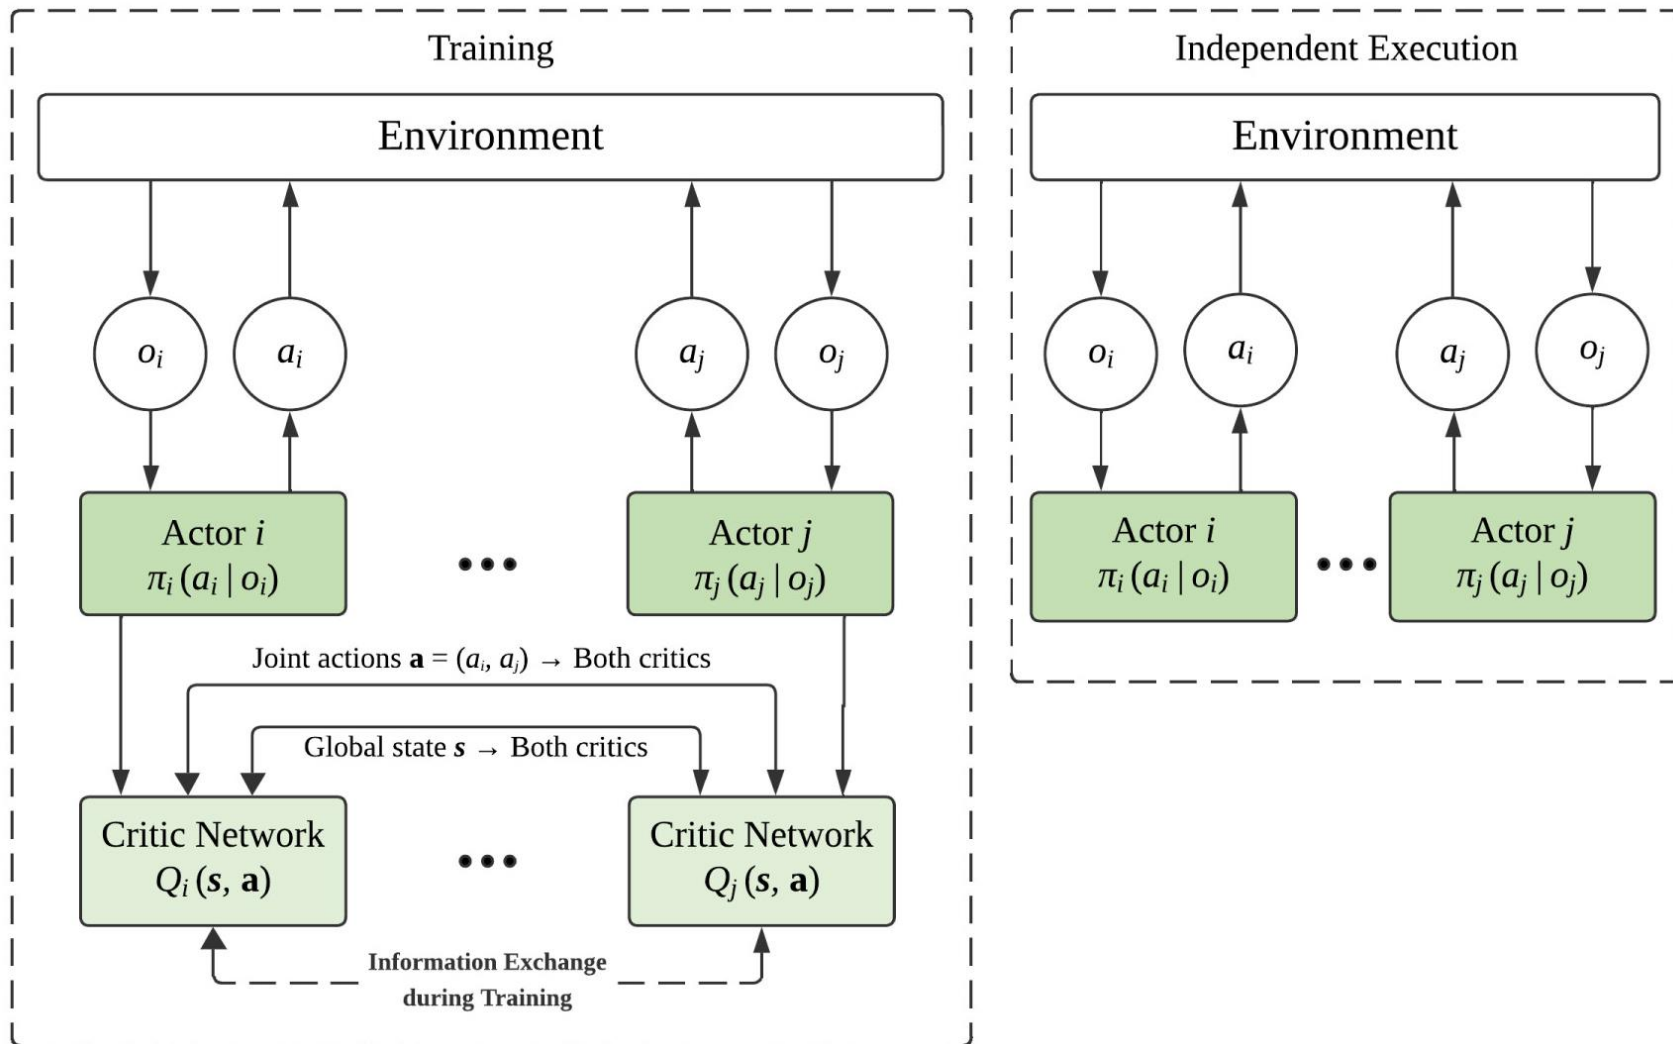 Training
Environment
oᵢ
aᵢ
aⱼ
oⱼ
Actor i
πᵢ (aᵢ | oᵢ)
Actor j
πⱼ (aⱼ | oⱼ)
Joint actions a = (aᵢ, aⱼ) → Both critics
Global state s → Both critics
Critic Network
Qᵢ (s, a)
Critic Network
Qⱼ (s, a)
Information Exchange
during Training
Independent Execution
Environment
oᵢ
aᵢ
aⱼ
oⱼ
Actor i
πᵢ (aᵢ | oᵢ)
Actor j
πⱼ (aⱼ | oⱼ)